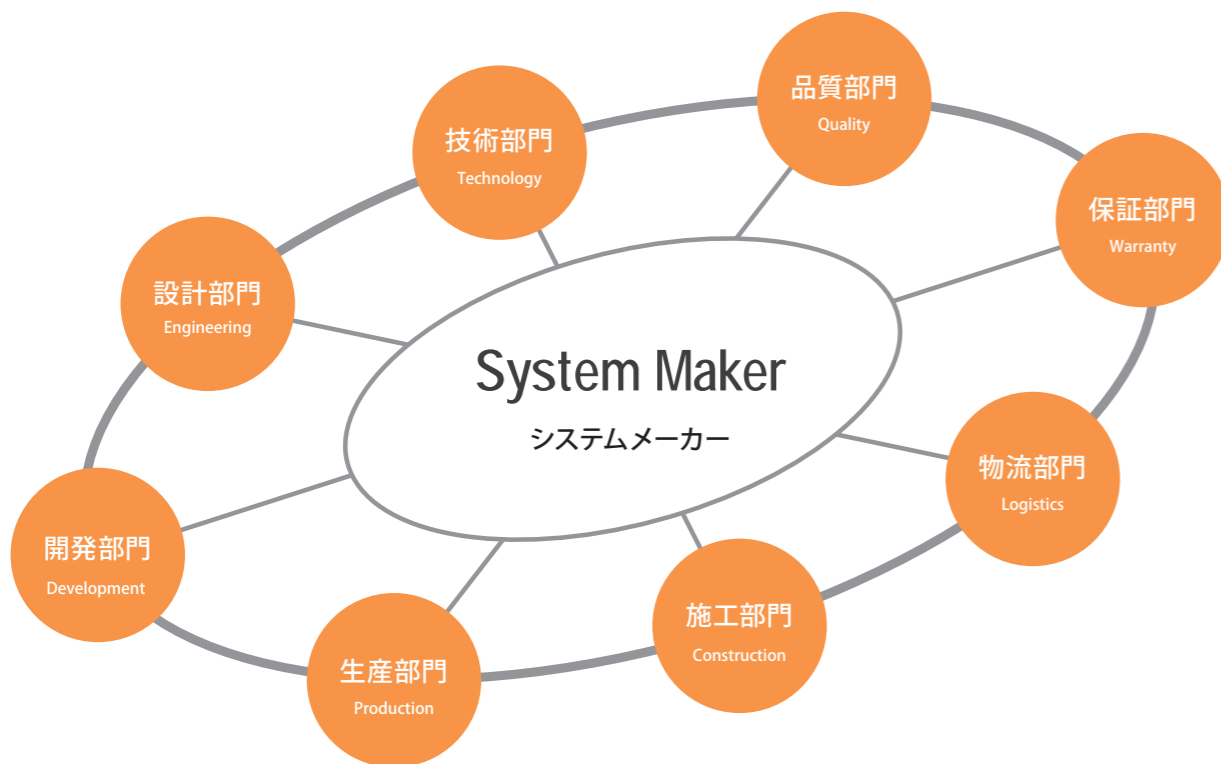 品質部門
Quality
技術部門
Technology
保証部門
Warranty
設計部門
Engineering
System Maker
システムメーカー
物流部門
Logistics
開発部門
Development
施工部門
Construction
生産部門
Production